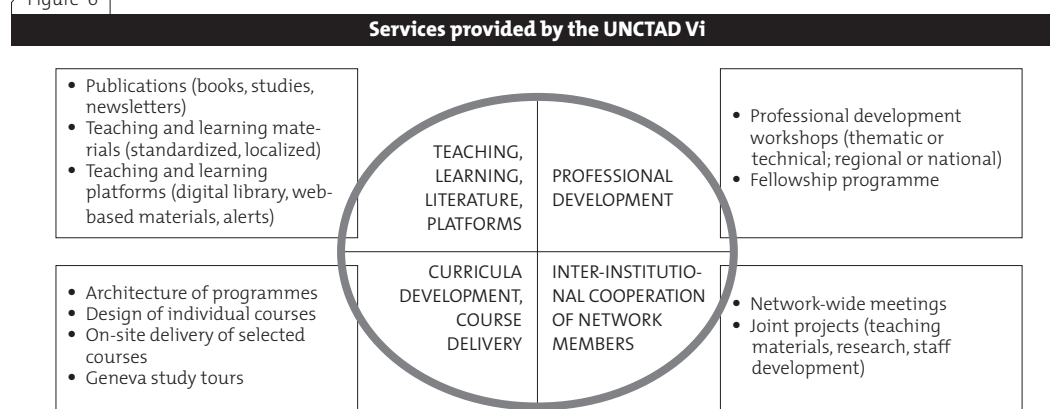 Figure 6
Services provided by the UNCTAD Vi
• Publications (books, studies,
newsletters)
• Teaching and learning mate-
rials (standardized, localized)
• Teaching and learning
platforms (digital library, web-
based materials, alerts)
TEACHING,
LEARNING,
LITERATURE,
PLATFORMS
PROFESSIONAL
DEVELOPMENT
• Professional development
workshops (thematic or
technical; regional or national)
• Fellowship programme
• Architecture of programmes
• Design of individual courses
• On-site delivery of selected
courses
• Geneva study tours
CURRICULA
DEVELOPMENT,
COURSE
DELIVERY
INTER-INSTITUTIO-
NAL COOPERATION
OF NETWORK
MEMBERS
• Network-wide meetings
• Joint projects (teaching
materials, research, staff
development)